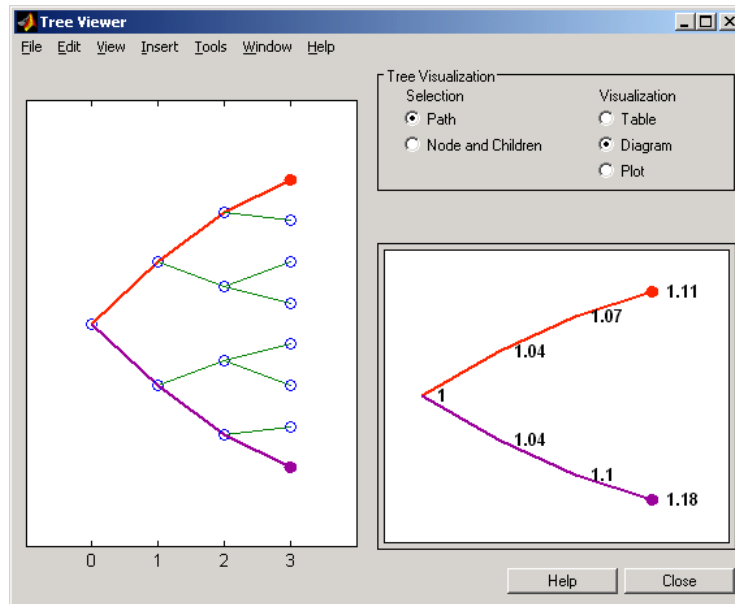 Tree Viewer
File Edit View Insert Tools Window Help
Tree Visualization
Selection Visualization
Path Table
Node and Children Diagram
Plot
1.11
1.07
1.04
1
1.04
1.1
1.18
0 1 2 3
Help Close